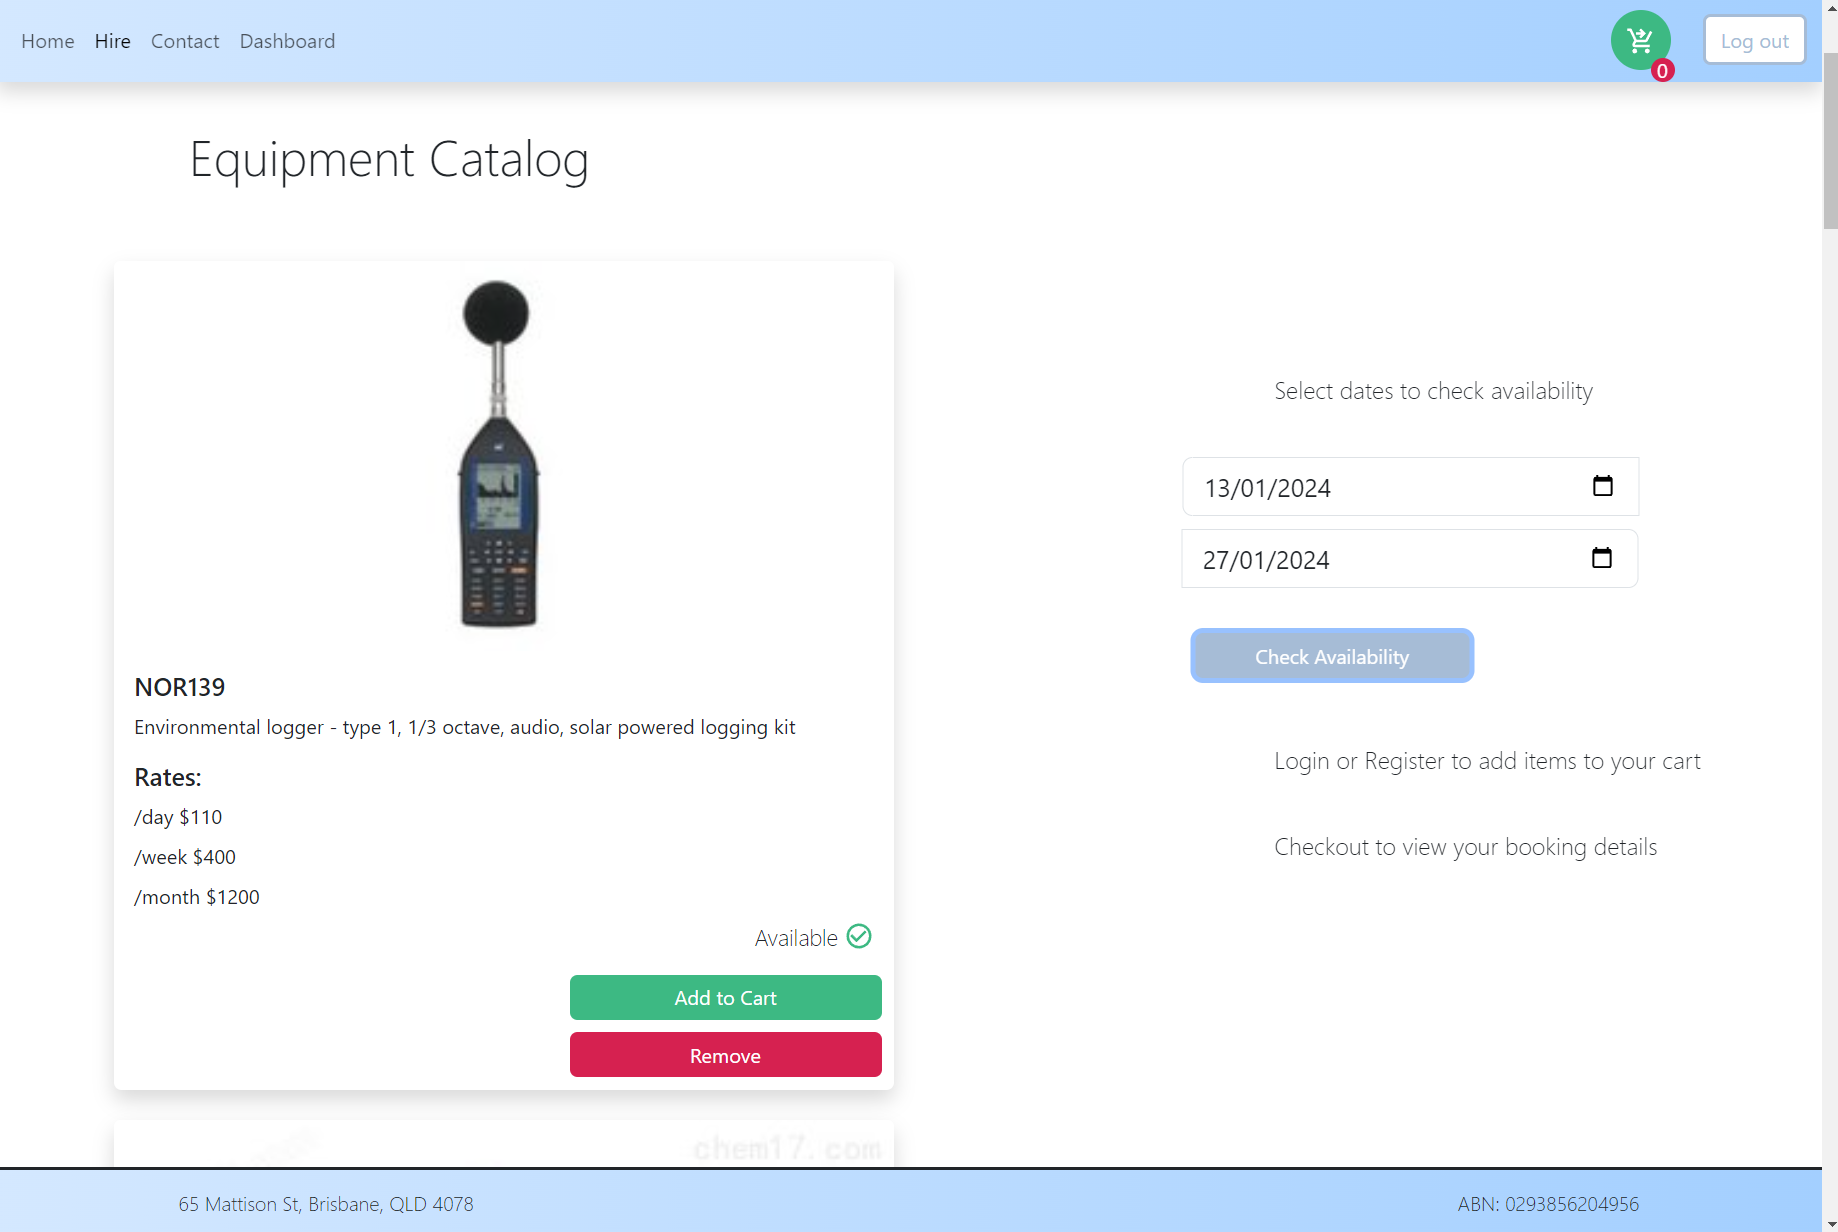 Home Hire Contact Dashboard
0
Log out
Equipment Catalog
NOR139
Environmental logger - type 1, 1/3 octave, audio, solar powered logging kit
Rates:
/day $110
/week $400
/month $1200
Available
Add to Cart
Remove
chem17.com
Select dates to check availability
13/01/2024
27/01/2024
Check Availability
Login or Register to add items to your cart
Checkout to view your booking details
65 Mattison St, Brisbane, QLD 4078
ABN: 0293856204956